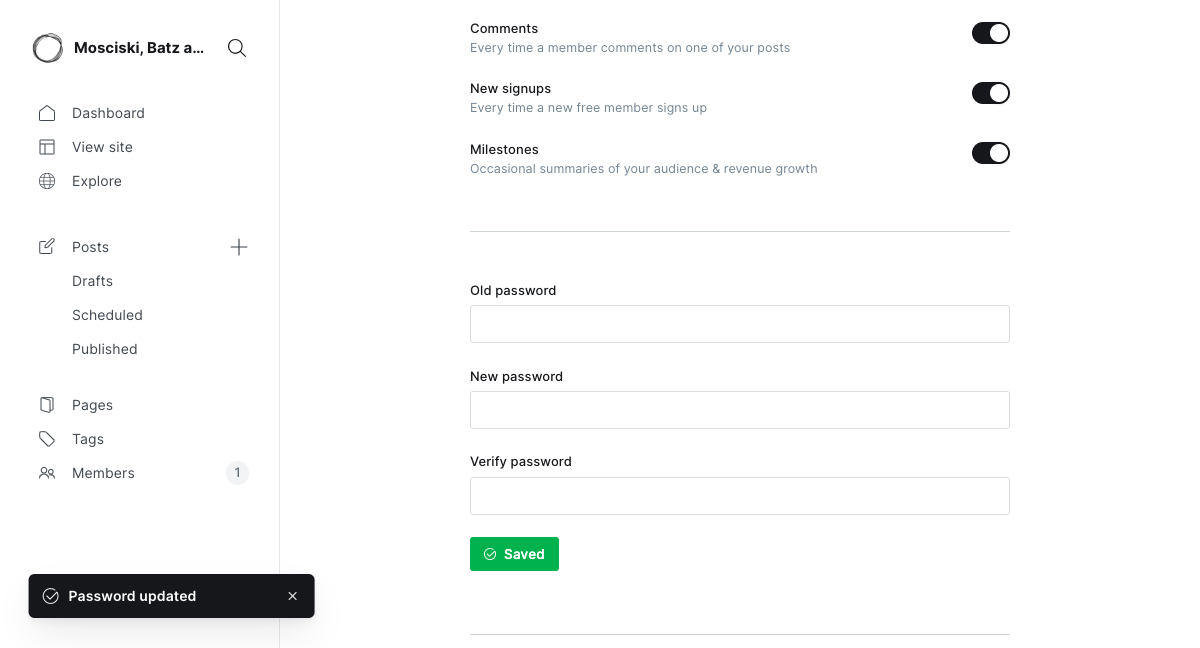 Mosciski, Batz a...
Dashboard
View site
Explore
Posts
Drafts
Scheduled
Published
Pages
Tags
Members
1
Password updated
Comments
Every time a member comments on one of your posts
New signups
Every time a new free member signs up
Milestones
Occasional summaries of your audience & revenue growth
Old password
New password
Verify password
Saved